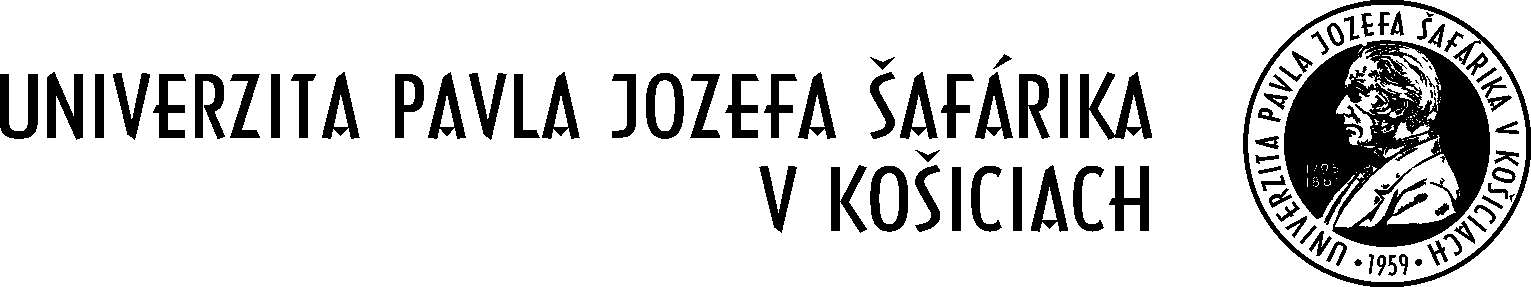 UNIVERZITA PAVLA JOZEFA ŠAFÁRIKA
V KOŠICIACH
UNIVERZITA PAVLA JOZEFA ŠAFÁRIKA V KOŠICIACH
• 1959 •